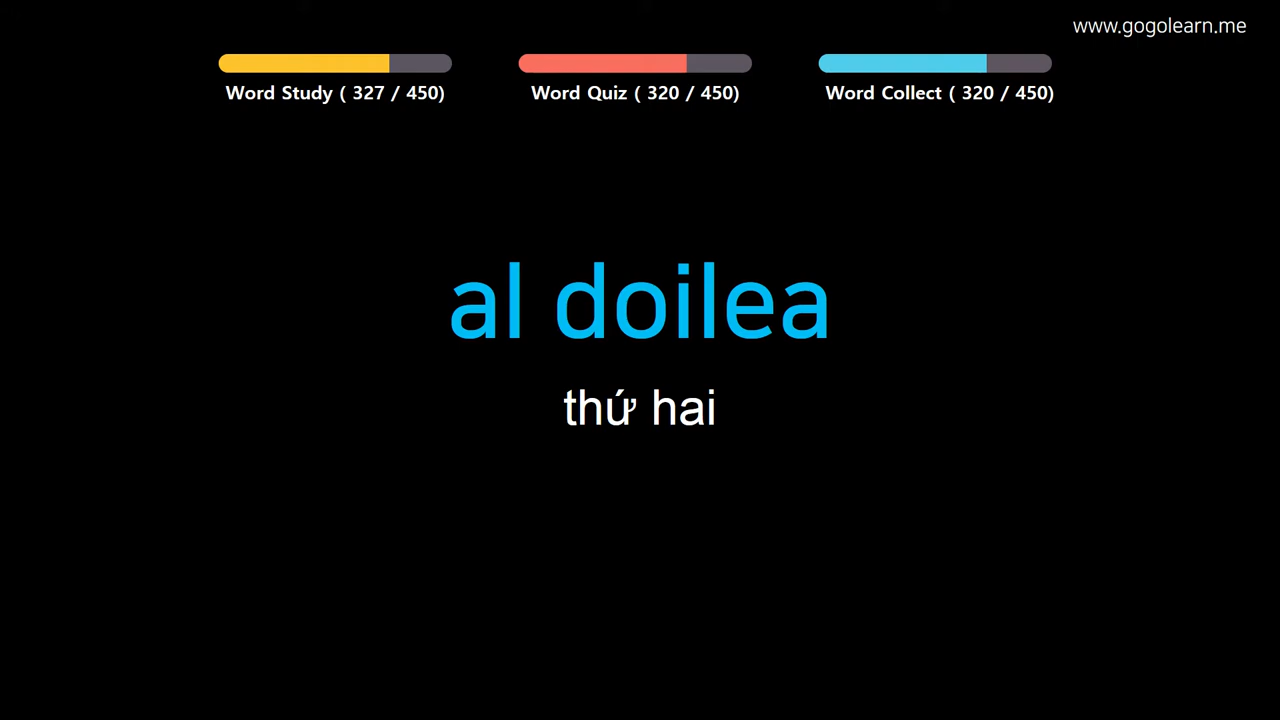 www.gogolearn.me
Word Study ( 327 / 450)
Word Quiz ( 320 / 450)
Word Collect ( 320 / 450)
al doilea
thứ hai